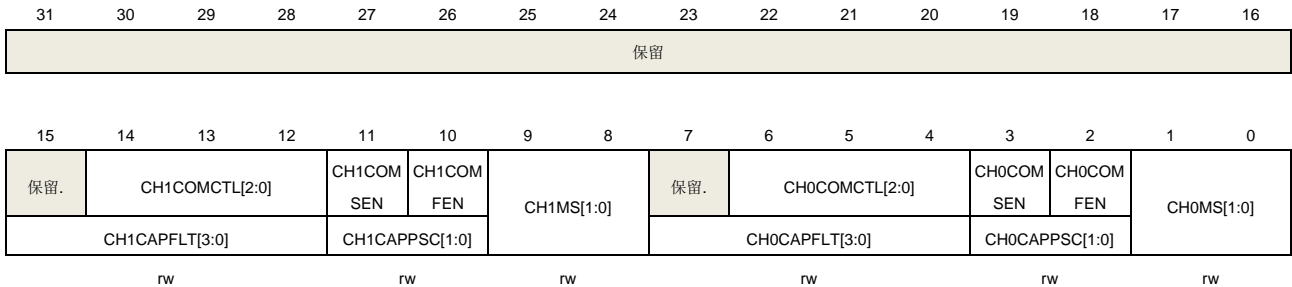 31 30 29 28 27 26 25 24 23 22 21 20 19 18 17 16
保留
15 14 13 12 11 10 9 8 7 6 5 4 3 2 1 0
保留. CH1COMCTL[2:0] CH1COM SEN CH1COM FEN CH1MS[1:0] 保留. CH0COMCTL[2:0] CH0COM SEN CH0COM FEN CH0MS[1:0]
CH1CAPFLT[3:0] CH1CAPPSC[1:0] CH0CAPFLT[3:0] CH0CAPPSC[1:0]
rw rw rw rw rw rw